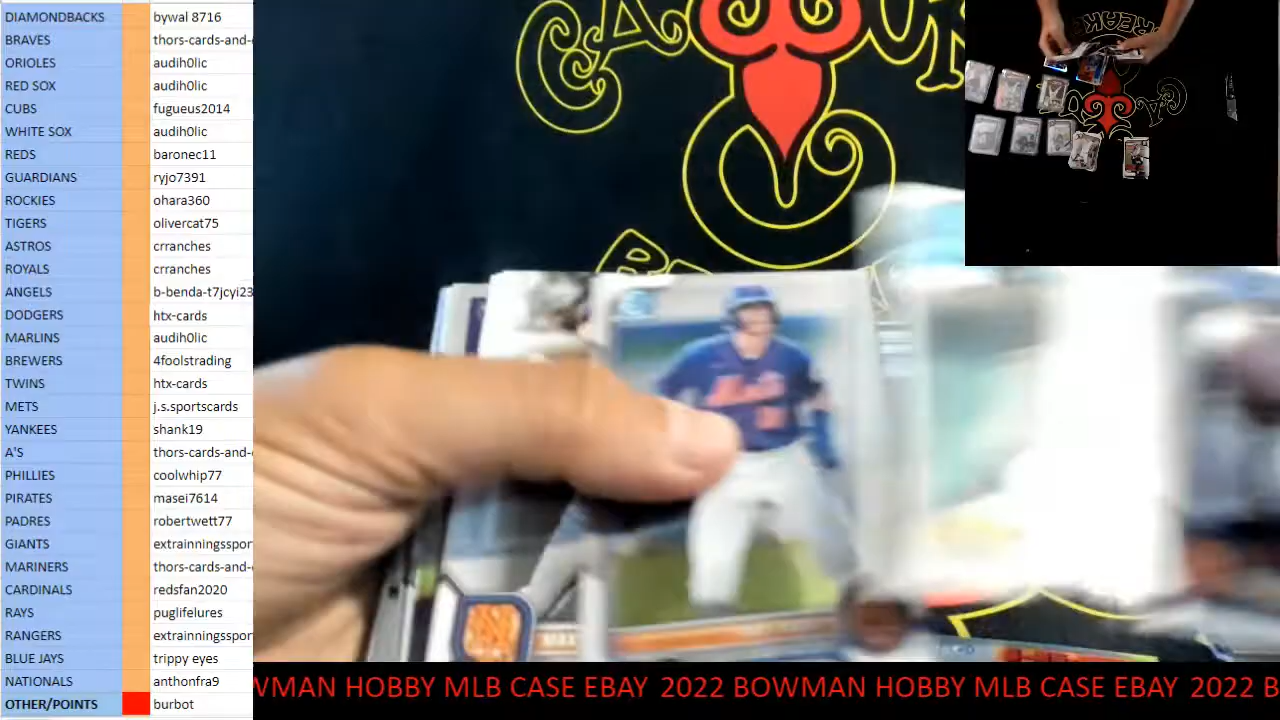 DIAMONDBACKS bywal 8716
BRAVES thors-cards-and-
ORIOLES audih0lic
RED SOX audih0lic
CUBS fugueus2014
WHITE SOX audih0lic
REDS baronec11
GUARDIANS ryjo7391
ROCKIES ohara360
TIGERS olivercat75
ASTROS crranches
ROYALS crranches
ANGELS b-benda-t7jcyi23
DODGERS htx-cards
MARLINS audih0lic
BREWERS 4foolstrading
TWINS htx-cards
METS j.s.sportscards
YANKEES shank19
A'S thors-cards-and-
PHILLIES coolwhip77
PIRATES masei7614
PADRES robertwett77
GIANTS extrainningsspor
MARINERS thors-cards-and-
CARDINALS redsfan2020
RAYS puglifelures
RANGERS extrainningsspor
BLUE JAYS trippy eyes
NATIONALS anthonfra9
OTHER/POINTS burbot
WMAN HOBBY MLB CASE EBAY 2022 BOWMAN HOBBY MLB CASE EBAY 2022 B